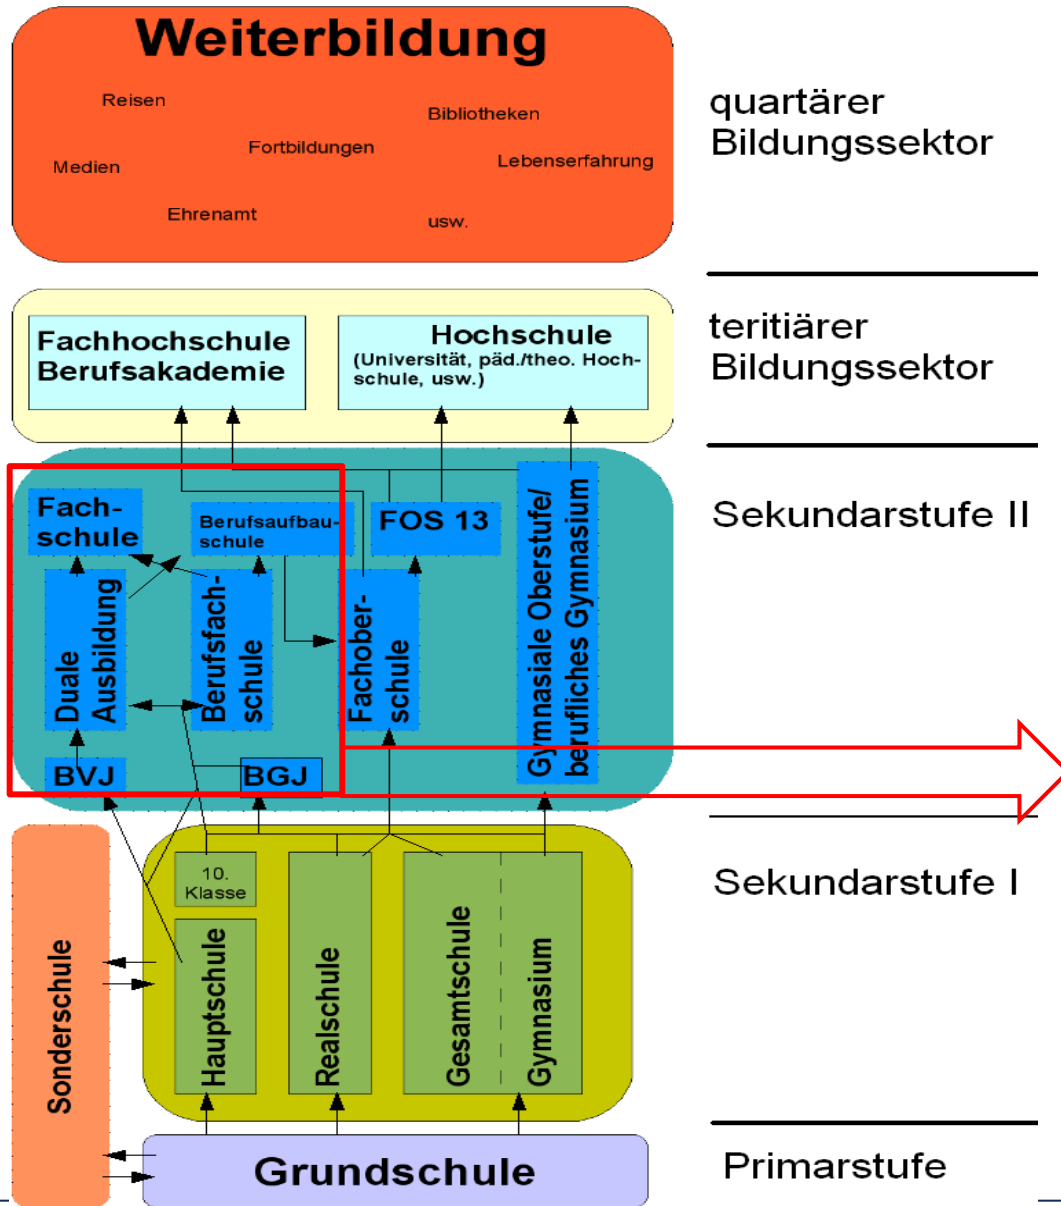 Weiterbildung
Reisen
Bibliotheken
Fortbildungen
Medien
Lebenserfahrung
Ehrenamt
usw.
quartärer
Bildungssektor
Fachhochschule
Berufsakademie
Hochschule
(Universität, päd./theo. Hoch-
schule, usw.)
teritiärer
Bildungssektor
Fach-
schule
Berufsaufbau-
schule
FOS 13
Gymnasiale Oberstufe/
berufliches Gymnasium
Sekundarstufe II
Duale
Ausbildung
Berufsfach-
schule
Fachober-
schule
BVJ
BGJ
Sonderschule
10.
Klasse
Hauptschule
Realschule
Gesamtschule
Gymnasium
Sekundarstufe I
Grundschule
Primarstufe